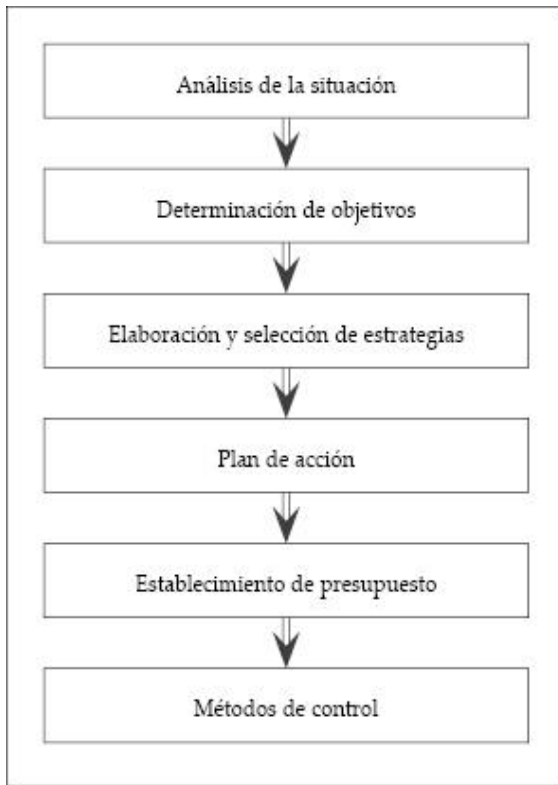 Análisis de la situación
Determinación de objetivos
Elaboración y selección de estrategias
Plan de acción
Establecimiento de presupuesto
Métodos de control